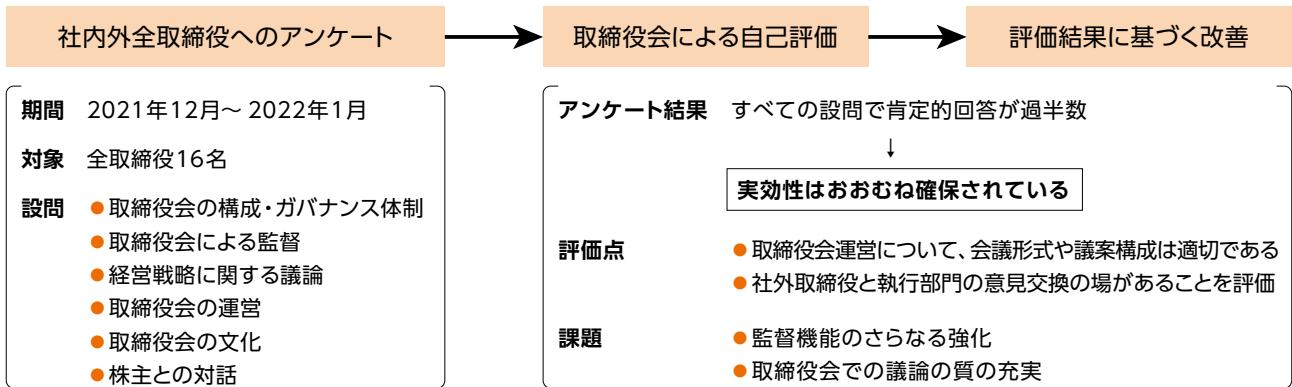 社内外全取締役へのアンケート
取締役会による自己評価
評価結果に基づく改善
期間 2021年12月~ 2022年1月
対象 全取締役16名
設問 ●取締役会の構成・ガバナンス体制
●取締役会による監督
●経営戦略に関する議論
●取締役会の運営
●取締役会の文化
●株主との対話
アンケート結果 すべての設問で肯定的回答が過半数
↓
実効性はおおむね確保されている
評価点 ●取締役会運営について、会議形式や議案構成は適切である
●社外取締役と執行部門の意見交換の場があることを評価
課題 ●監督機能のさらなる強化
●取締役会での議論の質の充実